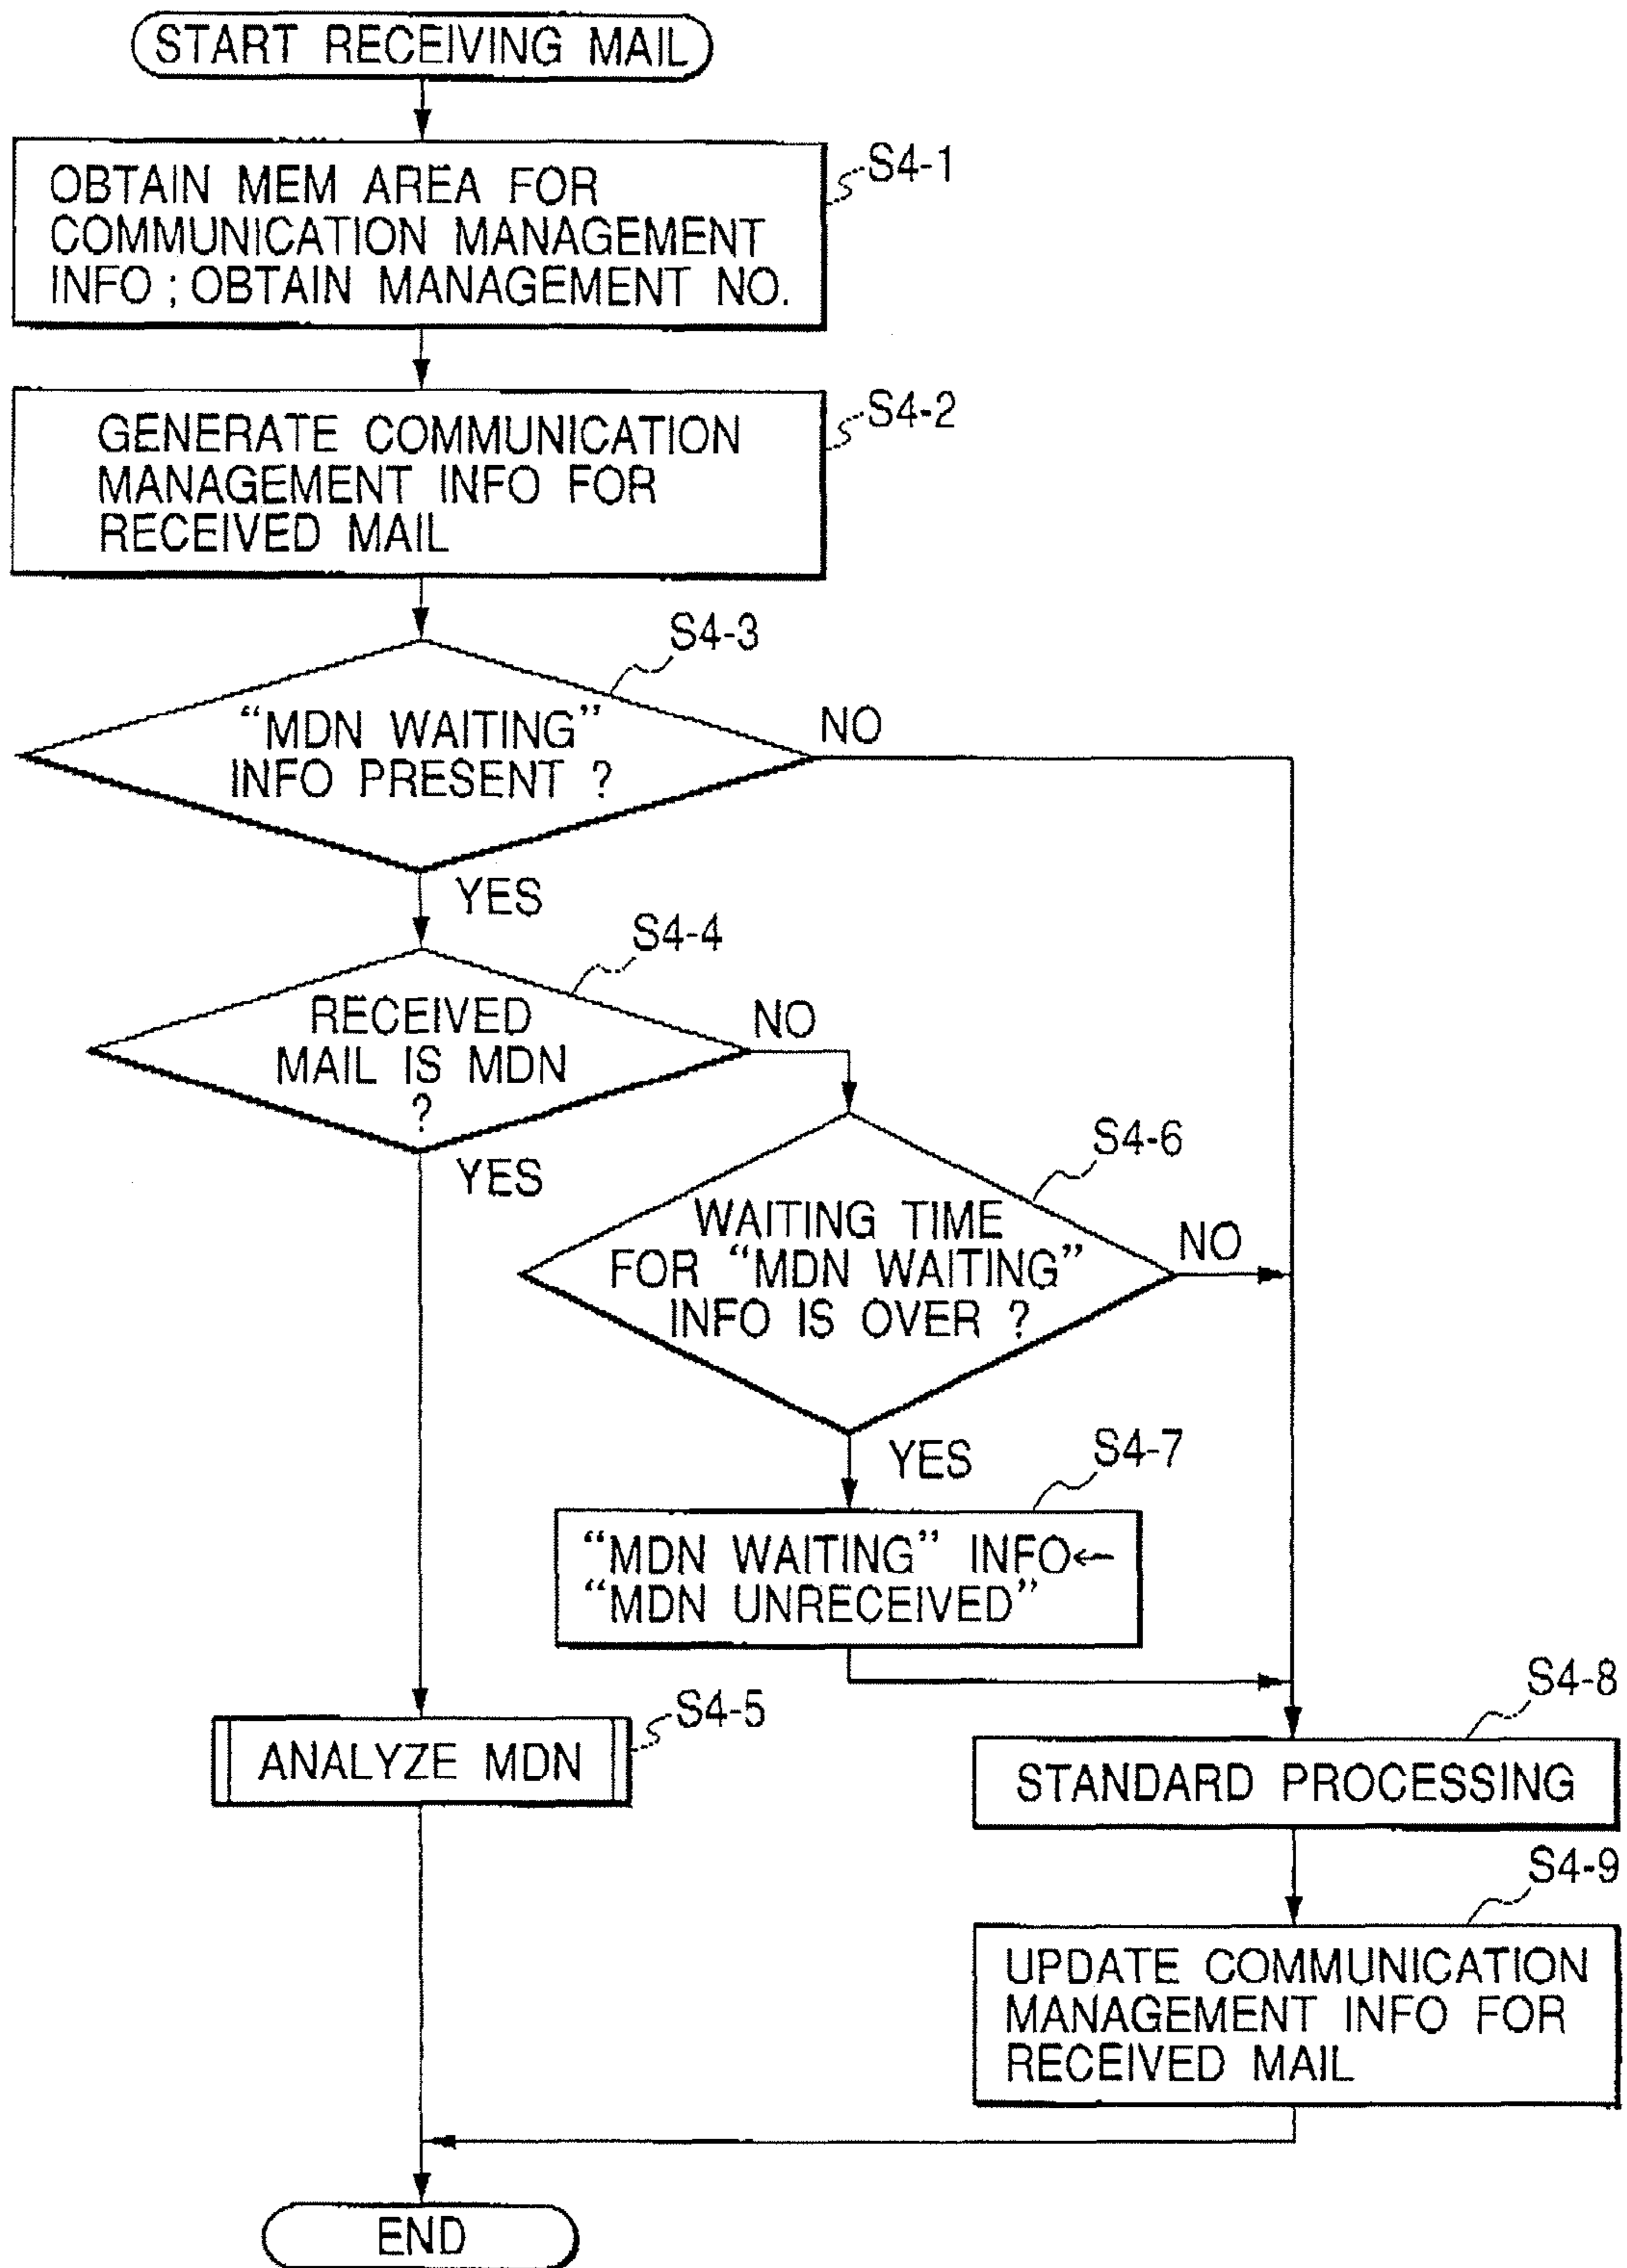 START RECEIVING MAIL
S4-1
OBTAIN MEM AREA FOR
COMMUNICATION MANAGEMENT
INFO ; OBTAIN MANAGEMENT NO.
S4-2
GENERATE COMMUNICATION
MANAGEMENT INFO FOR
RECEIVED MAIL
S4-3
“MDN WAITING”
INFO PRESENT ?
NO
YES
S4-4
RECEIVED
MAIL IS MDN
?
NO
YES
S4-6
WAITING TIME
FOR “MDN WAITING”
INFO IS OVER ?
NO
YES
S4-7
“MDN WAITING” INFO←
“MDN UNRECEIVED”
S4-5
ANALYZE MDN
S4-8
STANDARD PROCESSING
S4-9
UPDATE COMMUNICATION
MANAGEMENT INFO FOR
RECEIVED MAIL
END